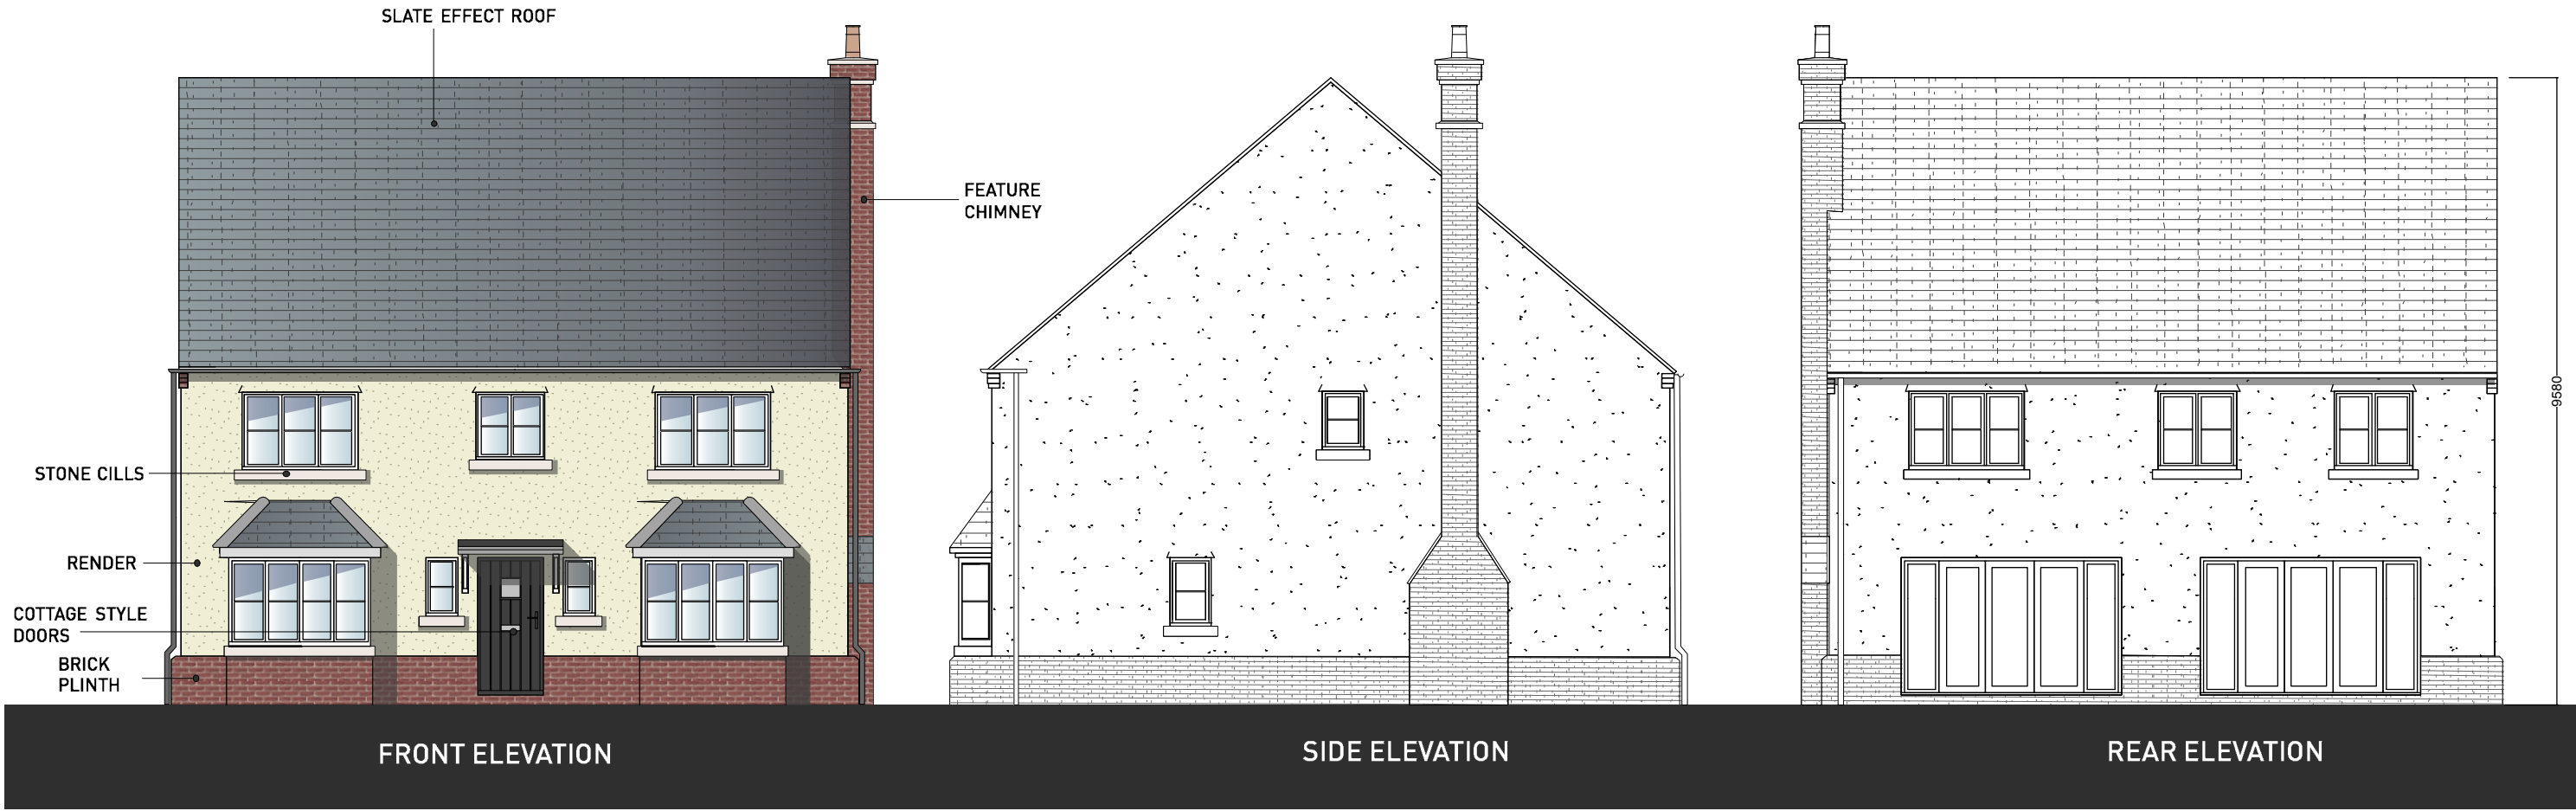 SLATE EFFECT ROOF
FEATURE
CHIMNEY
STONE CILLS
RENDER
COTTAGE STYLE
DOORS
BRICK
PLINTH
9580
FRONT ELEVATION
SIDE ELEVATION
REAR ELEVATION